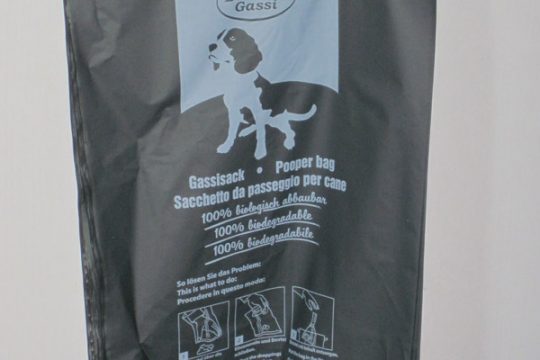 Gassi
Gassisack • Pooper bag
Sacchetto da passeggio per cane
100% biologisch abbaubar
100% biodegradable
100% biodegradabile
So lösen Sie das Problem:
This is what to do:
Procedere in questo modo: